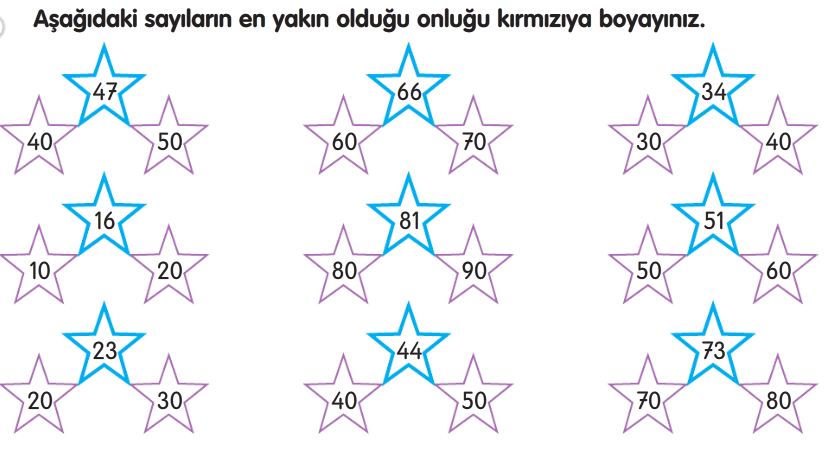 Aşağıdaki sayıların en yakın olduğu onluğu kırmızıya boyayınız.
47 66 34
40 50 60 70 30 40
16 81 51
10 20 80 90 50 60
23 44 73
20 30 40 50 70 80